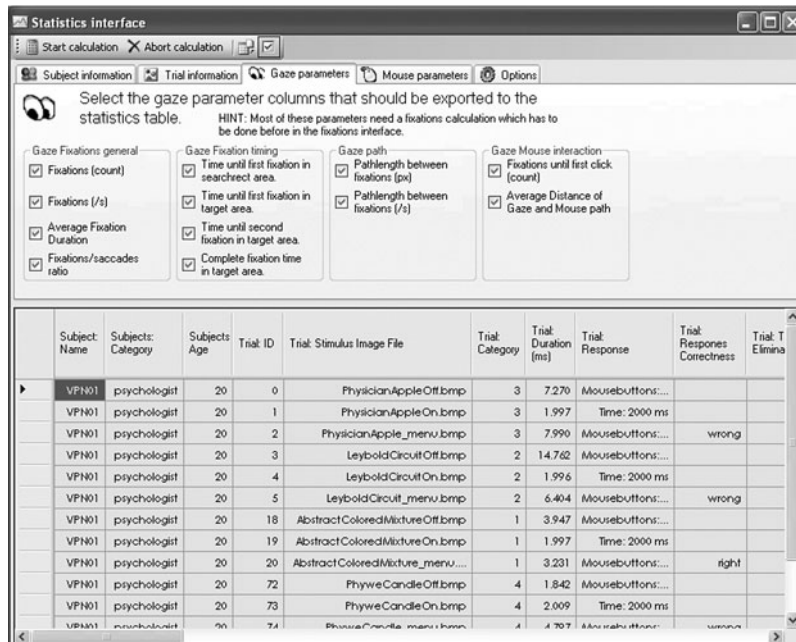 Statistics interface
Start calculation Abort calculation
Subject information Trial information Gaze parameters Mouse parameters Options
Select the gaze parameter columns that should be exported to the
statistics table. HINT: Most of these parameters need a fixations calculation which has to
be done before in the fixations interface.
Gaze Fixations general
Fixations (count)
Fixations (/s)
Average Fixation
Duration
Fixations/saccades
ratio
Gaze Fixation timing
Time until first fixation in
searchrect area.
Time until first fixation in
target area.
Time until second
fixation in target area.
Complete fixation time
in target area.
Gaze path
Pathlength between
fixations (px)
Pathlength between
fixations (/s)
Gaze Mouse interaction
Fixations until first click
(count)
Average Distance of
Gaze and Mouse path
Subject: Name Subjects: Category Subjects Age Trial: ID Trial: Stimulus Image File Trial: Category Trial: Duration (ms) Trial: Response Trial: Respones Correctness Trial: T Elimina
VPN01 psychologist 20 0 PhysicianAppleOff.bmp 3 7.270 Mousebuttons:...
VPN01 psychologist 20 1 PhysicianAppleOn.bmp 3 1.997 Time: 2000 ms
VPN01 psychologist 20 2 PhysicianApple_menu.bmp 3 7.990 Mousebuttons:... wrong
VPN01 psychologist 20 3 LeyboldCircuitOff.bmp 2 14.762 Mousebuttons:...
VPN01 psychologist 20 4 LeyboldCircuitOn.bmp 2 1.996 Time: 2000 ms
VPN01 psychologist 20 5 LeyboldCircuit_menu.bmp 2 6.404 Mousebuttons:... wrong
VPN01 psychologist 20 18 AbstractColoredMixtureOff.bmp 1 3.947 Mousebuttons:...
VPN01 psychologist 20 19 AbstractColoredMixtureOn.bmp 1 1.997 Time: 2000 ms
VPN01 psychologist 20 20 AbstractColoredMixture_menu.... 1 3.231 Mousebuttons:... right
VPN01 psychologist 20 72 PhyweCandleOff.bmp 4 1.842 Mousebuttons:...
VPN01 psychologist 20 73 PhyweCandleOn.bmp 4 2.009 Time: 2000 ms
VPN01 psychologist 20 74 PhyweCandle_menu.bmp 4 4.797 Mousebuttons:... wrong